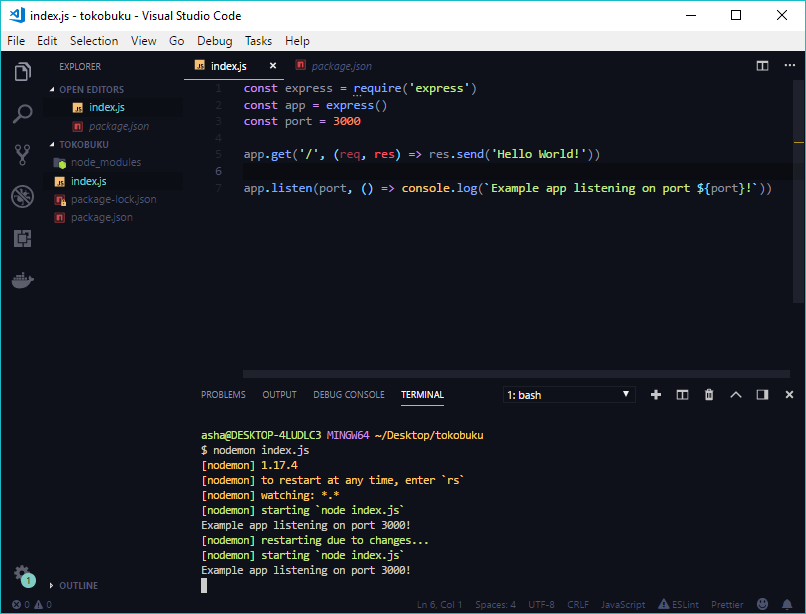 index.js - tokobuku - Visual Studio Code
File Edit Selection View Go Debug Tasks Help
EXPLORER
OPEN EDITORS
JS index.js
n package.json
TOKOBUKU
node_modules
JS index.js
n package-lock.json
n package.json
OUTLINE
JS index.js × n package.json
1 const express = require('express')
2 const app = express()
3 const port = 3000
4
5 app.get('/', (req, res) => res.send('Hello World!'))
6
7 app.listen(port, () => console.log(`Example app listening on port ${port}!`))
PROBLEMS OUTPUT DEBUG CONSOLE TERMINAL 1: bash
asha@DESKTOP-4LUDLC3 MINGW64 ~/Desktop/tokobuku
$ nodemon index.js
[nodemon] 1.17.4
[nodemon] to restart at any time, enter `rs`
[nodemon] watching: *.*
[nodemon] starting `node index.js`
Example app listening on port 3000!
[nodemon] restarting due to changes...
[nodemon] starting `node index.js`
Example app listening on port 3000!
1
0 0 Ln 6, Col 1 Spaces: 4 UTF-8 CRLF JavaScript ESLint Prettier